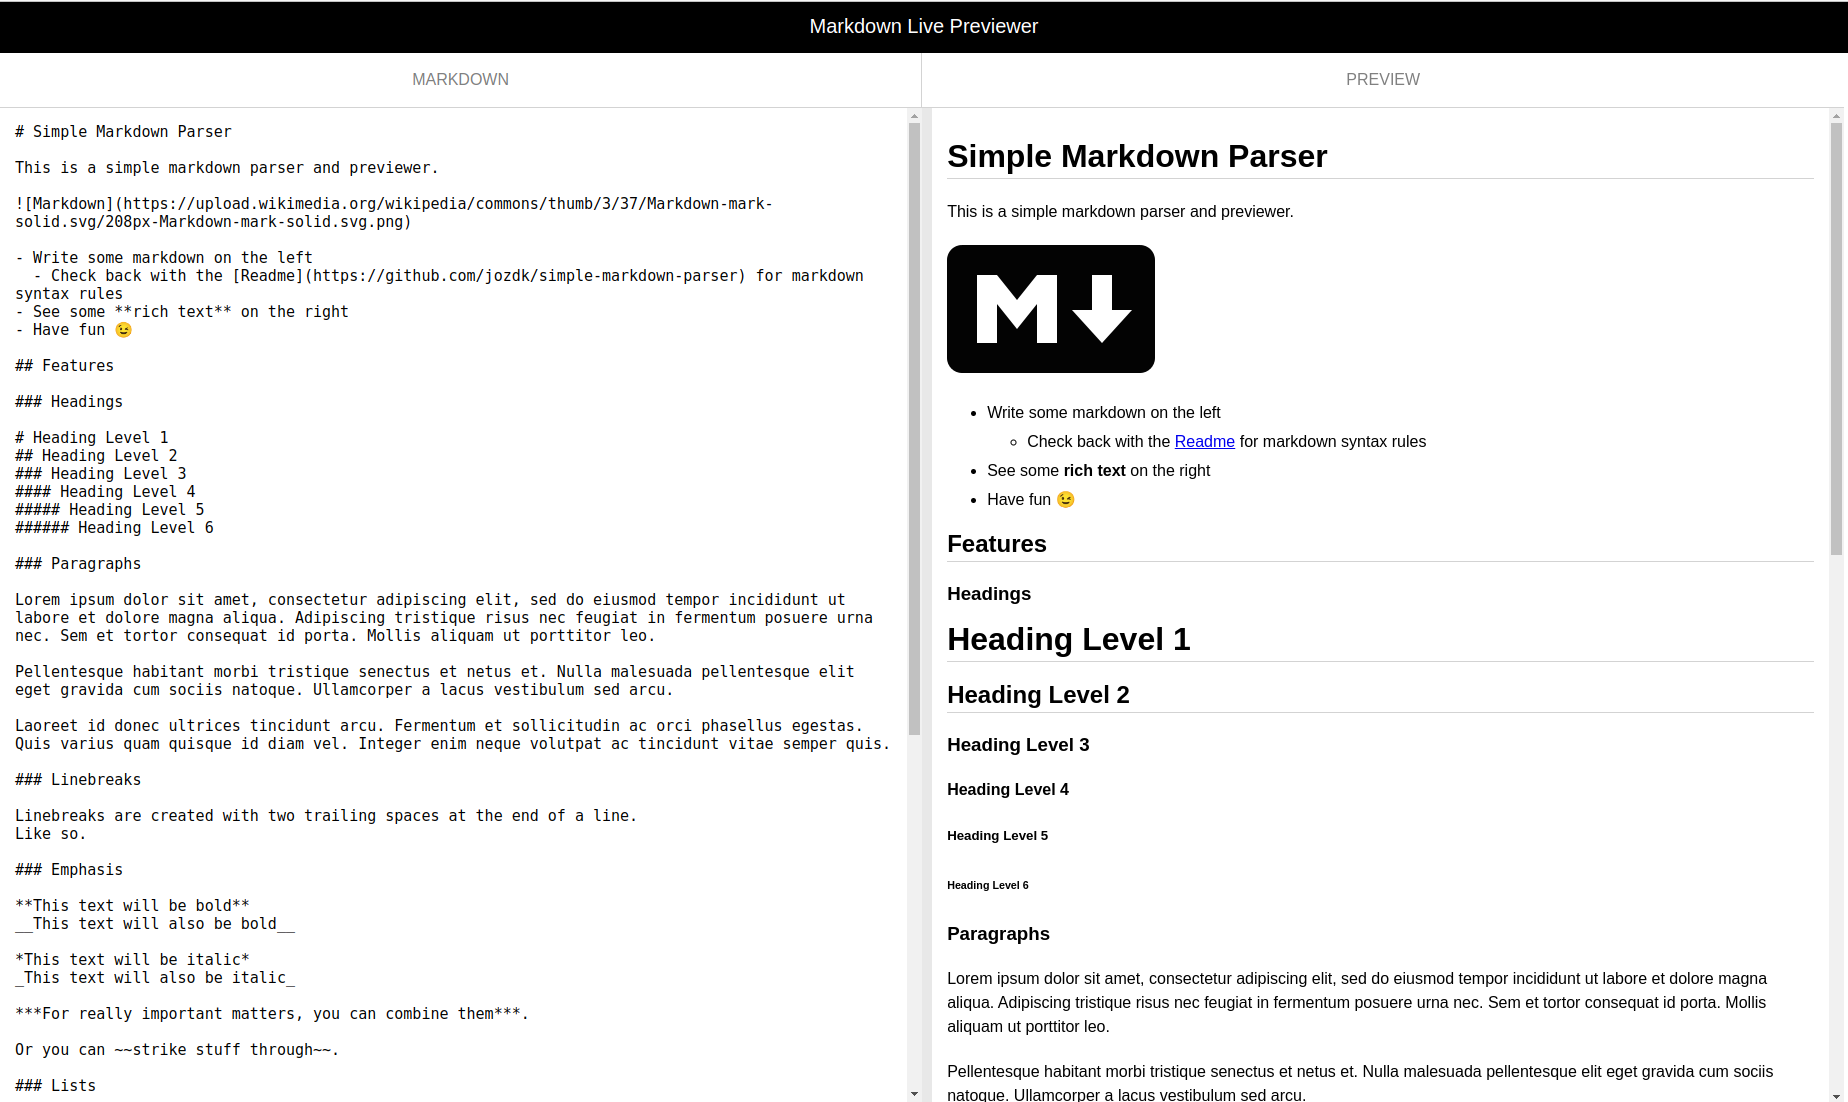 Markdown Live Previewer
MARKDOWN
# Simple Markdown Parser
This is a simple markdown parser and previewer.
![Markdown](https://upload.wikimedia.org/wikipedia/commons/thumb/3/37/Markdown-mark-
solid.svg/208px-Markdown-mark-solid.svg.png)
- Write some markdown on the left
  - Check back with the [Readme](https://github.com/jozdk/simple-markdown-parser) for markdown
syntax rules
- See some **rich text** on the right
- Have fun 😉
## Features
### Headings
# Heading Level 1
## Heading Level 2
### Heading Level 3
#### Heading Level 4
##### Heading Level 5
###### Heading Level 6
### Paragraphs
Lorem ipsum dolor sit amet, consectetur adipiscing elit, sed do eiusmod tempor incididunt ut
labore et dolore magna aliqua. Adipiscing tristique risus nec feugiat in fermentum posuere urna
nec. Sem et tortor consequat id porta. Mollis aliquam ut porttitor leo.
Pellentesque habitant morbi tristique senectus et netus et. Nulla malesuada pellentesque elit
eget gravida cum sociis natoque. Ullamcorper a lacus vestibulum sed arcu.
Laoreet id donec ultrices tincidunt arcu. Fermentum et sollicitudin ac orci phasellus egestas.
Quis varius quam quisque id diam vel. Integer enim neque volutpat ac tincidunt vitae semper quis.
### Linebreaks
Linebreaks are created with two trailing spaces at the end of a line.
Like so.
### Emphasis
**This text will be bold**
__This text will also be bold__
*This text will be italic*
_This text will also be italic_
***For really important matters, you can combine them***.
Or you can ~~strike stuff through~~.
### Lists
PREVIEW
Simple Markdown Parser
This is a simple markdown parser and previewer.
M
• Write some markdown on the left
◦ Check back with the Readme for markdown syntax rules
• See some rich text on the right
• Have fun 😉
Features
Headings
Heading Level 1
Heading Level 2
Heading Level 3
Heading Level 4
Heading Level 5
Heading Level 6
Paragraphs
Lorem ipsum dolor sit amet, consectetur adipiscing elit, sed do eiusmod tempor incididunt ut labore et dolore magna
aliqua. Adipiscing tristique risus nec feugiat in fermentum posuere urna nec. Sem et tortor consequat id porta. Mollis
aliquam ut porttitor leo.
Pellentesque habitant morbi tristique senectus et netus et. Nulla malesuada pellentesque elit eget gravida cum sociis
natoque. Ullamcorper a lacus vestibulum sed arcu.